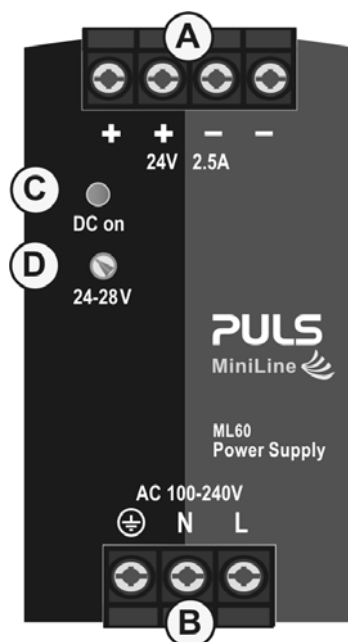 A
+ + − −
24V 2.5A
C
DC on
D
24-28V
PULS
MiniLine
ML60
Power Supply
AC 100-240V
N L
B